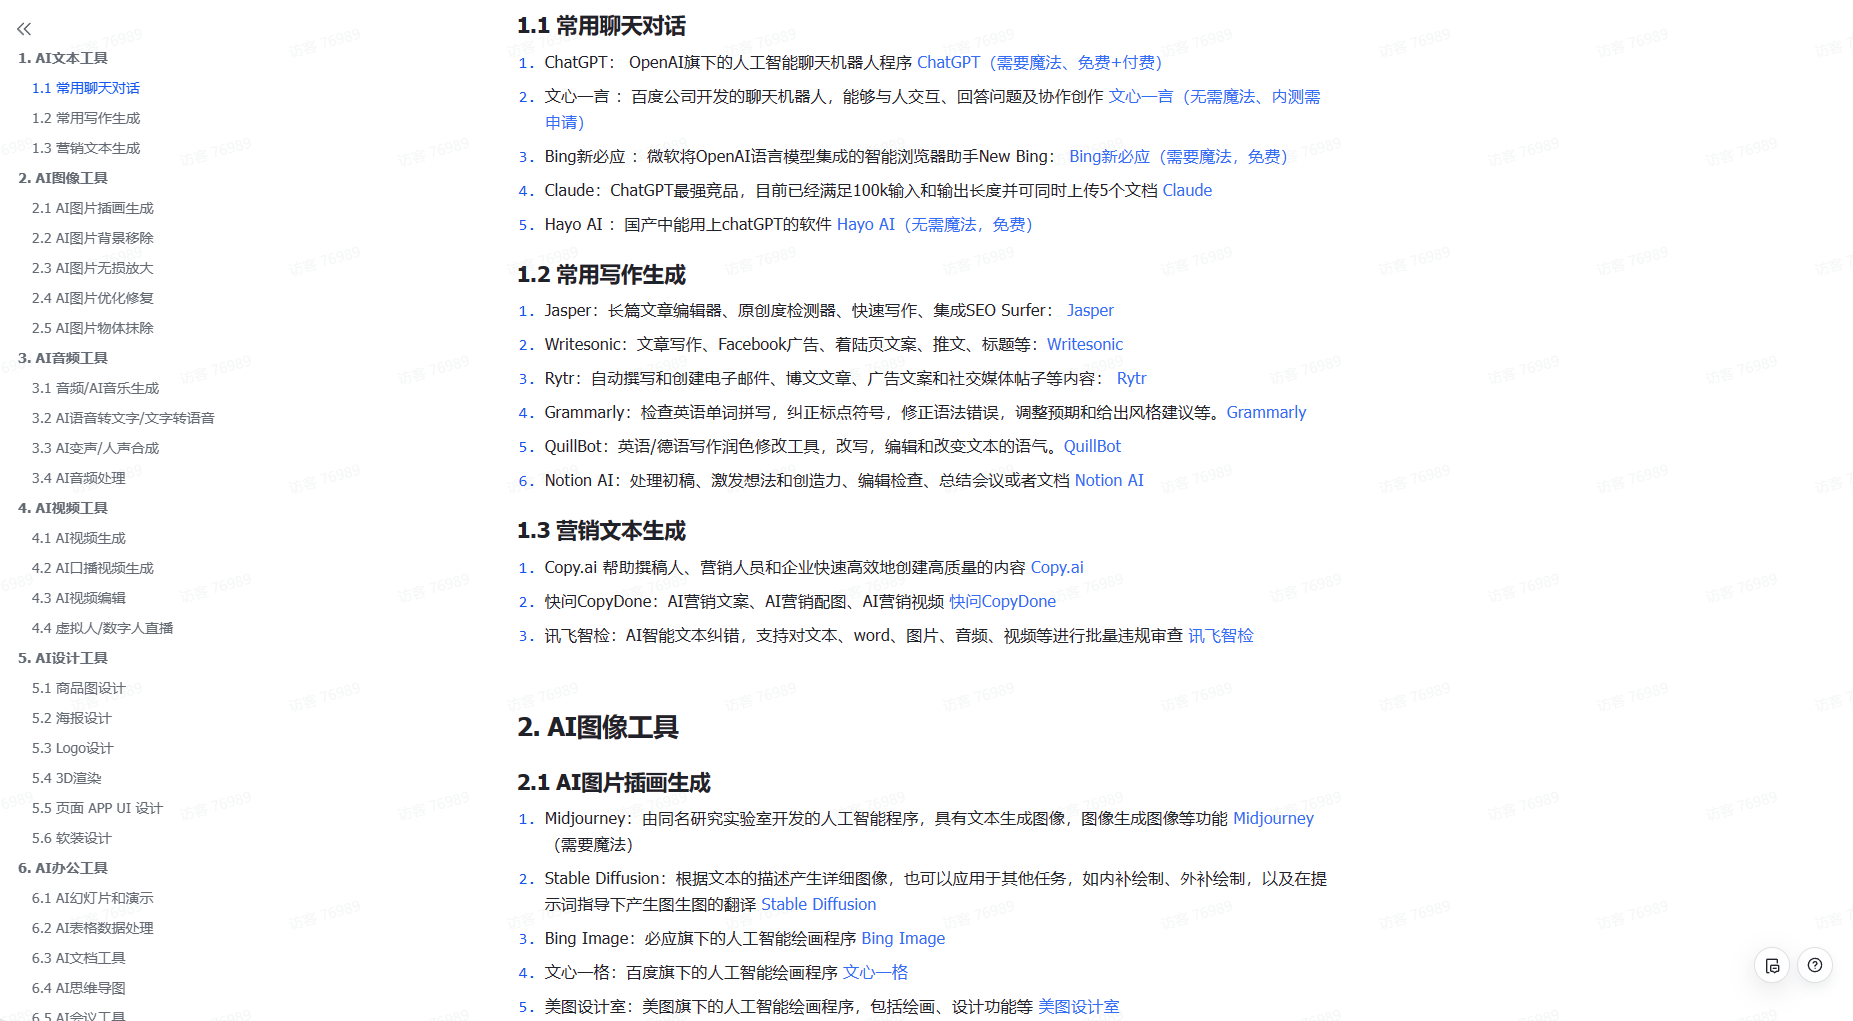 1. AI文本工具
1.1 常用聊天对话
1.2 常用写作生成
1.3 营销文本生成
2. AI图像工具
2.1 AI图片插画生成
2.2 AI图片背景移除
2.3 AI图片无损放大
2.4 AI图片优化修复
2.5 AI图片物体抹除
3. AI音频工具
3.1 音频/AI音乐生成
3.2 AI语音转文字/文字转语音
3.3 AI变声/人声合成
3.4 AI音频处理
4. AI视频工具
4.1 AI视频生成
4.2 AI口播视频生成
4.3 AI视频编辑
4.4 虚拟人/数字人直播
5. AI设计工具
5.1 商品图设计
5.2 海报设计
5.3 Logo设计
5.4 3D渲染
5.5 页面 APP UI 设计
5.6 软装设计
6. AI办公工具
6.1 AI幻灯片和演示
6.2 AI表格数据处理
6.3 AI文档工具
6.4 AI思维导图
6.5 AI会议工具
1.1 常用聊天对话
1. ChatGPT： OpenAI旗下的人工智能聊天机器人程序 ChatGPT（需要魔法、免费+付费）
2. 文心一言 ：百度公司开发的聊天机器人，能够与人交互、回答问题及协作创作 文心一言（无需魔法、内测需
申请）
3. Bing新必应 ：微软将OpenAI语言模型集成的智能浏览器助手New Bing： Bing新必应（需要魔法，免费）
4. Claude：ChatGPT最强竞品，目前已经满足100k输入和输出长度并可同时上传5个文档 Claude
5. Hayo AI ：国产中能用上chatGPT的软件 Hayo AI（无需魔法，免费）
1.2 常用写作生成
1. Jasper：长篇文章编辑器、原创度检测器、快速写作、集成SEO Surfer： Jasper
2. Writesonic：文章写作、Facebook广告、着陆页文案、推文、标题等：Writesonic
3. Rytr：自动撰写和创建电子邮件、博文文章、广告文案和社交媒体帖子等内容： Rytr
4. Grammarly：检查英语单词拼写，纠正标点符号，修正语法错误，调整预期和给出风格建议等。Grammarly
5. QuillBot：英语/德语写作润色修改工具，改写，编辑和改变文本的语气。QuillBot
6. Notion AI：处理初稿、激发想法和创造力、编辑检查、总结会议或者文档 Notion AI
1.3 营销文本生成
1. Copy.ai 帮助撰稿人、营销人员和企业快速高效地创建高质量的内容 Copy.ai
2. 快问CopyDone：AI营销文案、AI营销配图、AI营销视频 快问CopyDone
3. 讯飞智检：AI智能文本纠错，支持对文本、word、图片、音频、视频等进行批量违规审查 讯飞智检
2. AI图像工具
2.1 AI图片插画生成
1. Midjourney：由同名研究实验室开发的人工智能程序，具有文本生成图像，图像生成图像等功能 Midjourney
（需要魔法）
2. Stable Diffusion：根据文本的描述产生详细图像，也可以应用于其他任务，如内补绘制、外补绘制，以及在提
示词指导下产生图生图的翻译 Stable Diffusion
3. Bing Image：必应旗下的人工智能绘画程序 Bing Image
4. 文心一格：百度旗下的人工智能绘画程序 文心一格
5. 美图设计室：美图旗下的人工智能绘画程序，包括绘画、设计功能等 美图设计室
访客 76989